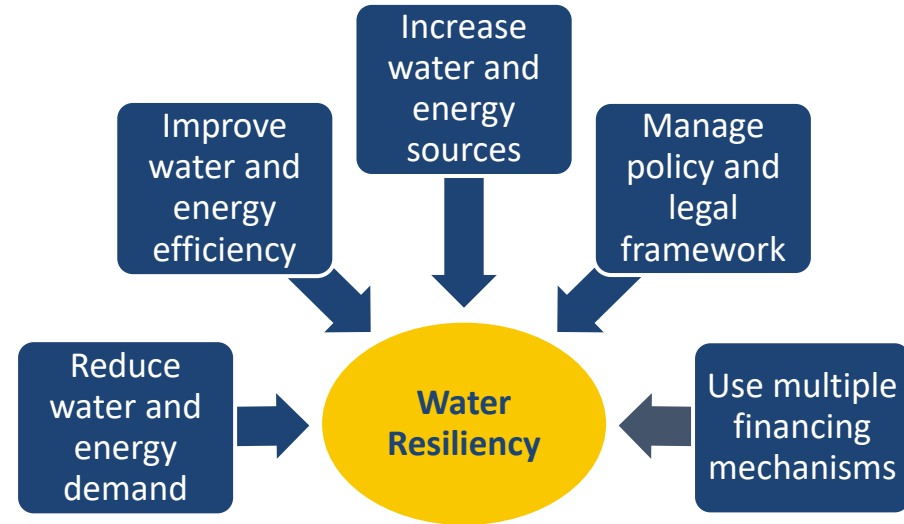 Increase
water and
energy
sources
Improve
water and
energy
efficiency
Manage
policy and
legal
framework
Reduce
water and
energy
demand
Water
Resiliency
Use multiple
financing
mechanisms